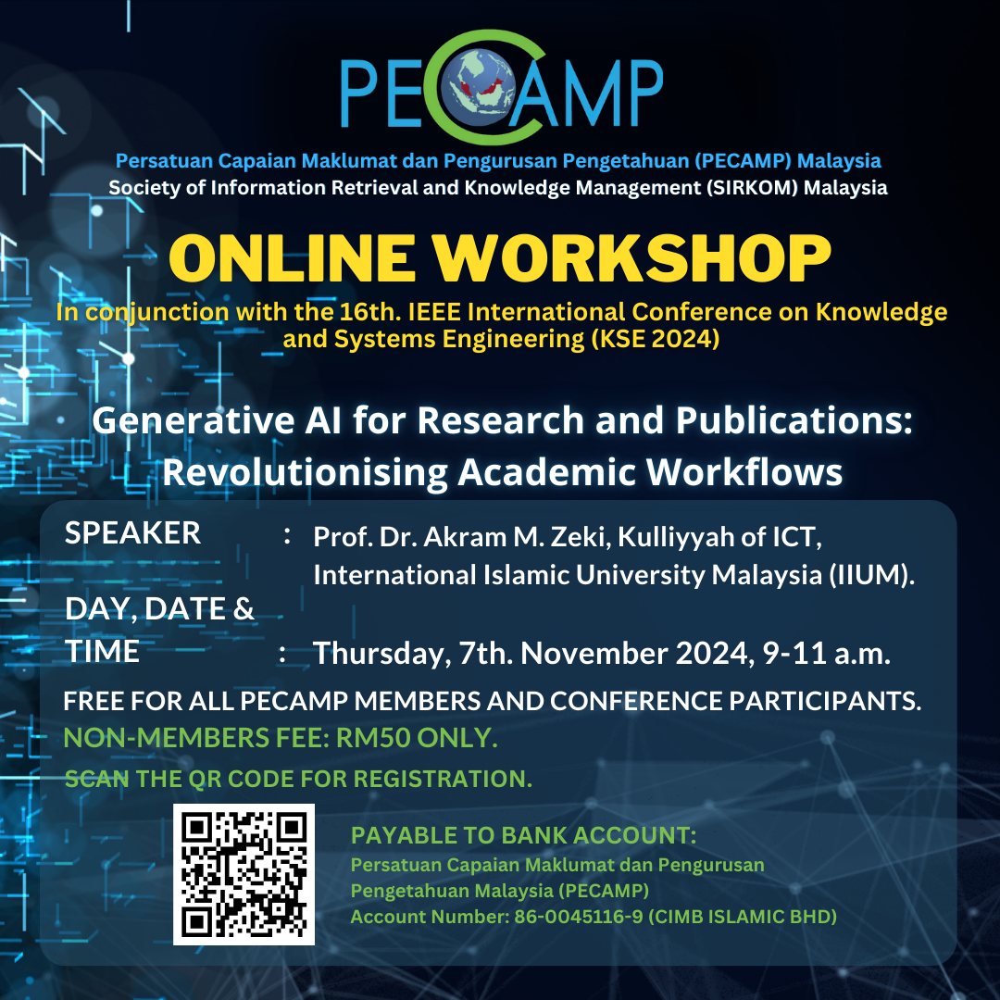 PECAMP
Persatuan Capaian Maklumat dan Pengurusan Pengetahuan (PECAMP) Malaysia
Society of Information Retrieval and Knowledge Management (SIRKOM) Malaysia
ONLINE WORKSHOP
In conjunction with the 16th. IEEE International Conference on Knowledge
and Systems Engineering (KSE 2024)
Generative AI for Research and Publications:
Revolutionising Academic Workflows
SPEAKER : Prof. Dr. Akram M. Zeki, Kulliyyah of ICT,
International Islamic University Malaysia (IIUM).
DAY, DATE &
TIME : Thursday, 7th. November 2024, 9-11 a.m.
FREE FOR ALL PECAMP MEMBERS AND CONFERENCE PARTICIPANTS.
NON-MEMBERS FEE: RM50 ONLY.
SCAN THE QR CODE FOR REGISTRATION.
PAYABLE TO BANK ACCOUNT:
Persatuan Capaian Maklumat dan Pengurusan
Pengetahuan Malaysia (PECAMP)
Account Number: 86-0045116-9 (CIMB ISLAMIC BHD)